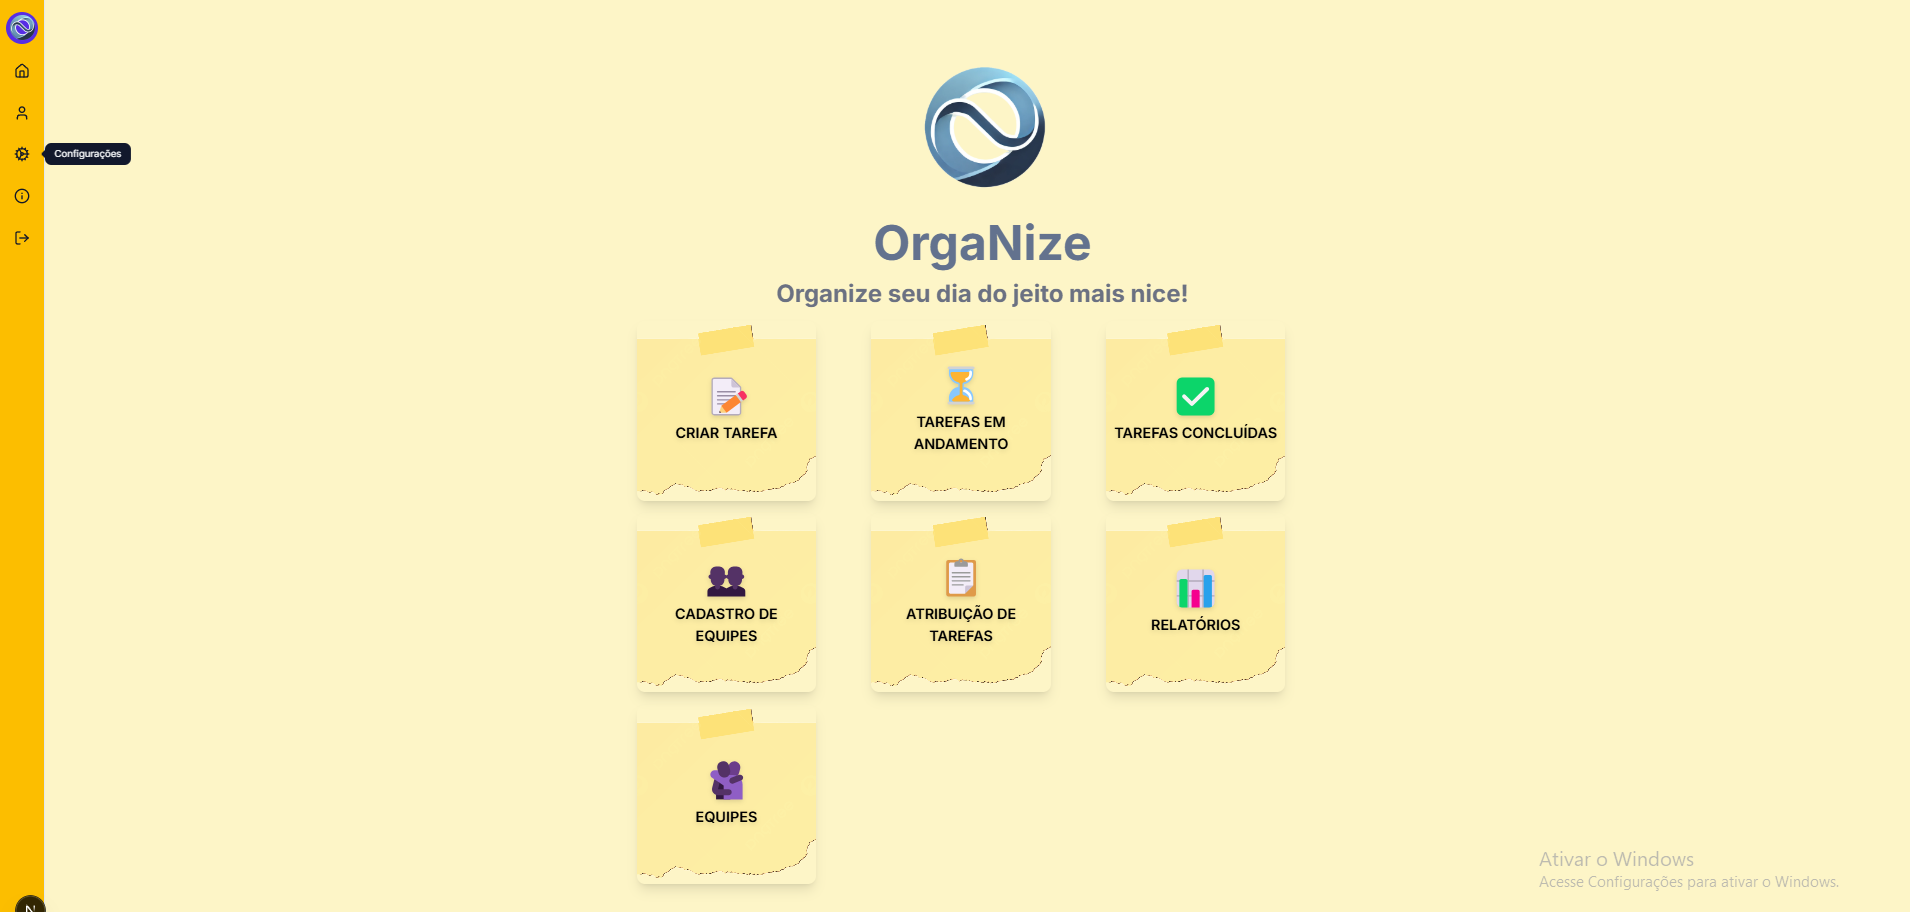 Configurações
OrgaNize
Organize seu dia do jeito mais nice!
CRIAR TAREFA
TAREFAS EM
ANDAMENTO
TAREFAS CONCLUÍDAS
CADASTRO DE
EQUIPES
ATRIBUIÇÃO DE
TAREFAS
RELATÓRIOS
EQUIPES
Ativar o Windows
Acesse Configurações para ativar o Windows.